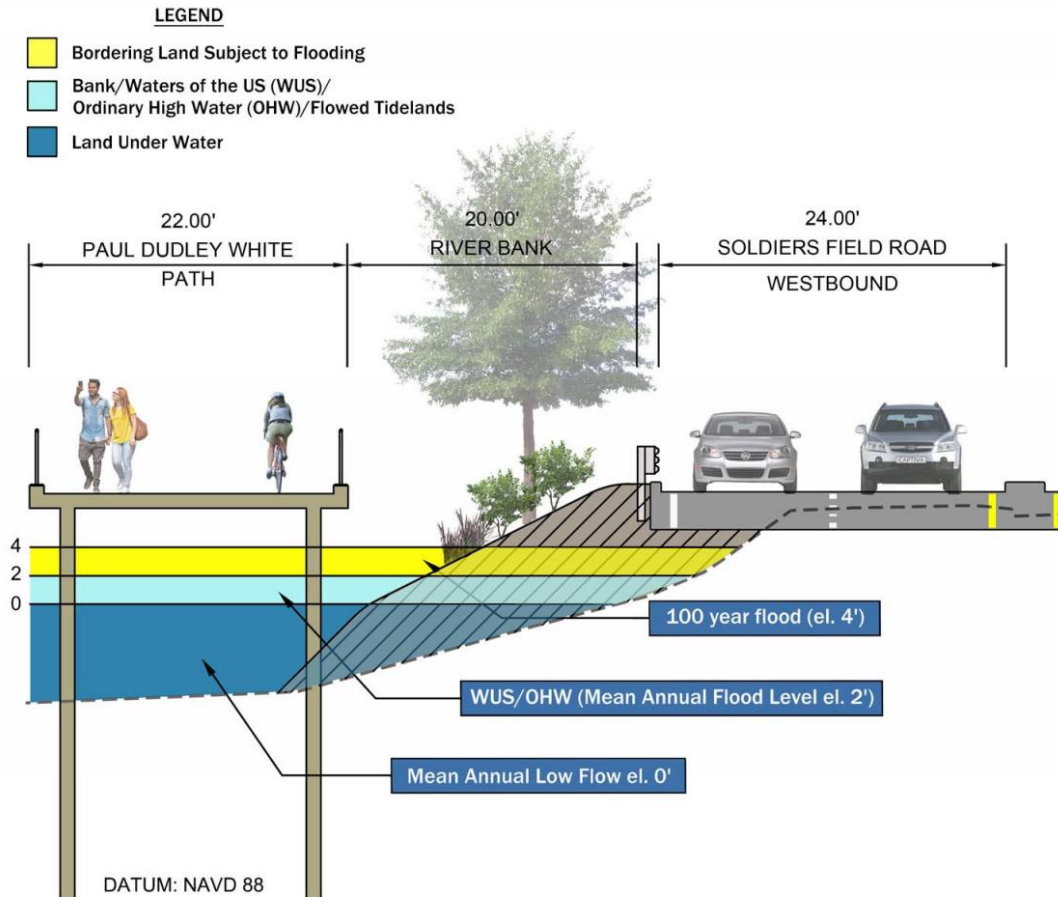 LEGEND
Bordering Land Subject to Flooding
Bank/Waters of the US (WUS)/
Ordinary High Water (OHW)/Flowed Tidelands
Land Under Water
22.00'
PAUL DUDLEY WHITE
PATH
20.00'
RIVER BANK
24.00'
SOLDIERS FIELD ROAD
WESTBOUND
CAPTIVA
4
2
0
100 year flood (el. 4')
WUS/OHW (Mean Annual Flood Level el. 2')
Mean Annual Low Flow el. 0'
DATUM: NAVD 88